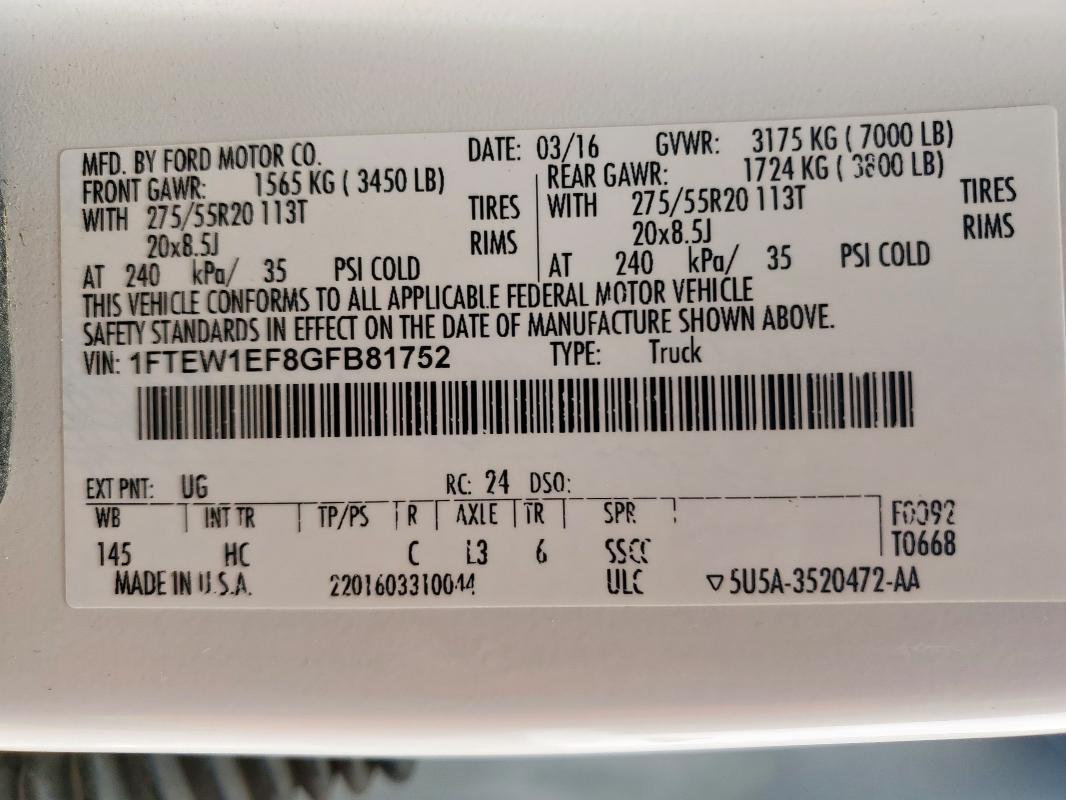 MFD. BY FORD MOTOR CO. DATE: 03/16 GVWR: 3175 KG ( 7000 LB)
FRONT GAWR: 1565 KG ( 3450 LB) REAR GAWR: 1724 KG ( 3800 LB)
WITH 275/55R20 113T TIRES WITH 275/55R20 113T TIRES
20x8.5J RIMS 20x8.5J RIMS
AT 240 kPa/ 35 PSI COLD AT 240 kPa/ 35 PSI COLD
THIS VEHICLE CONFORMS TO ALL APPLICABLE FEDERAL MOTOR VEHICLE
SAFETY STANDARDS IN EFFECT ON THE DATE OF MANUFACTURE SHOWN ABOVE.
VIN: 1FTEW1EF8GFB81752 TYPE: Truck
EXT PNT: UG RC: 24 DSO:
WB INT TR TP/PS R AXLE TR SPR F0092
145 HC C L3 6 T0668
MADE IN U.S.A. 2201603310044 ▽5U5A-3520472-AA